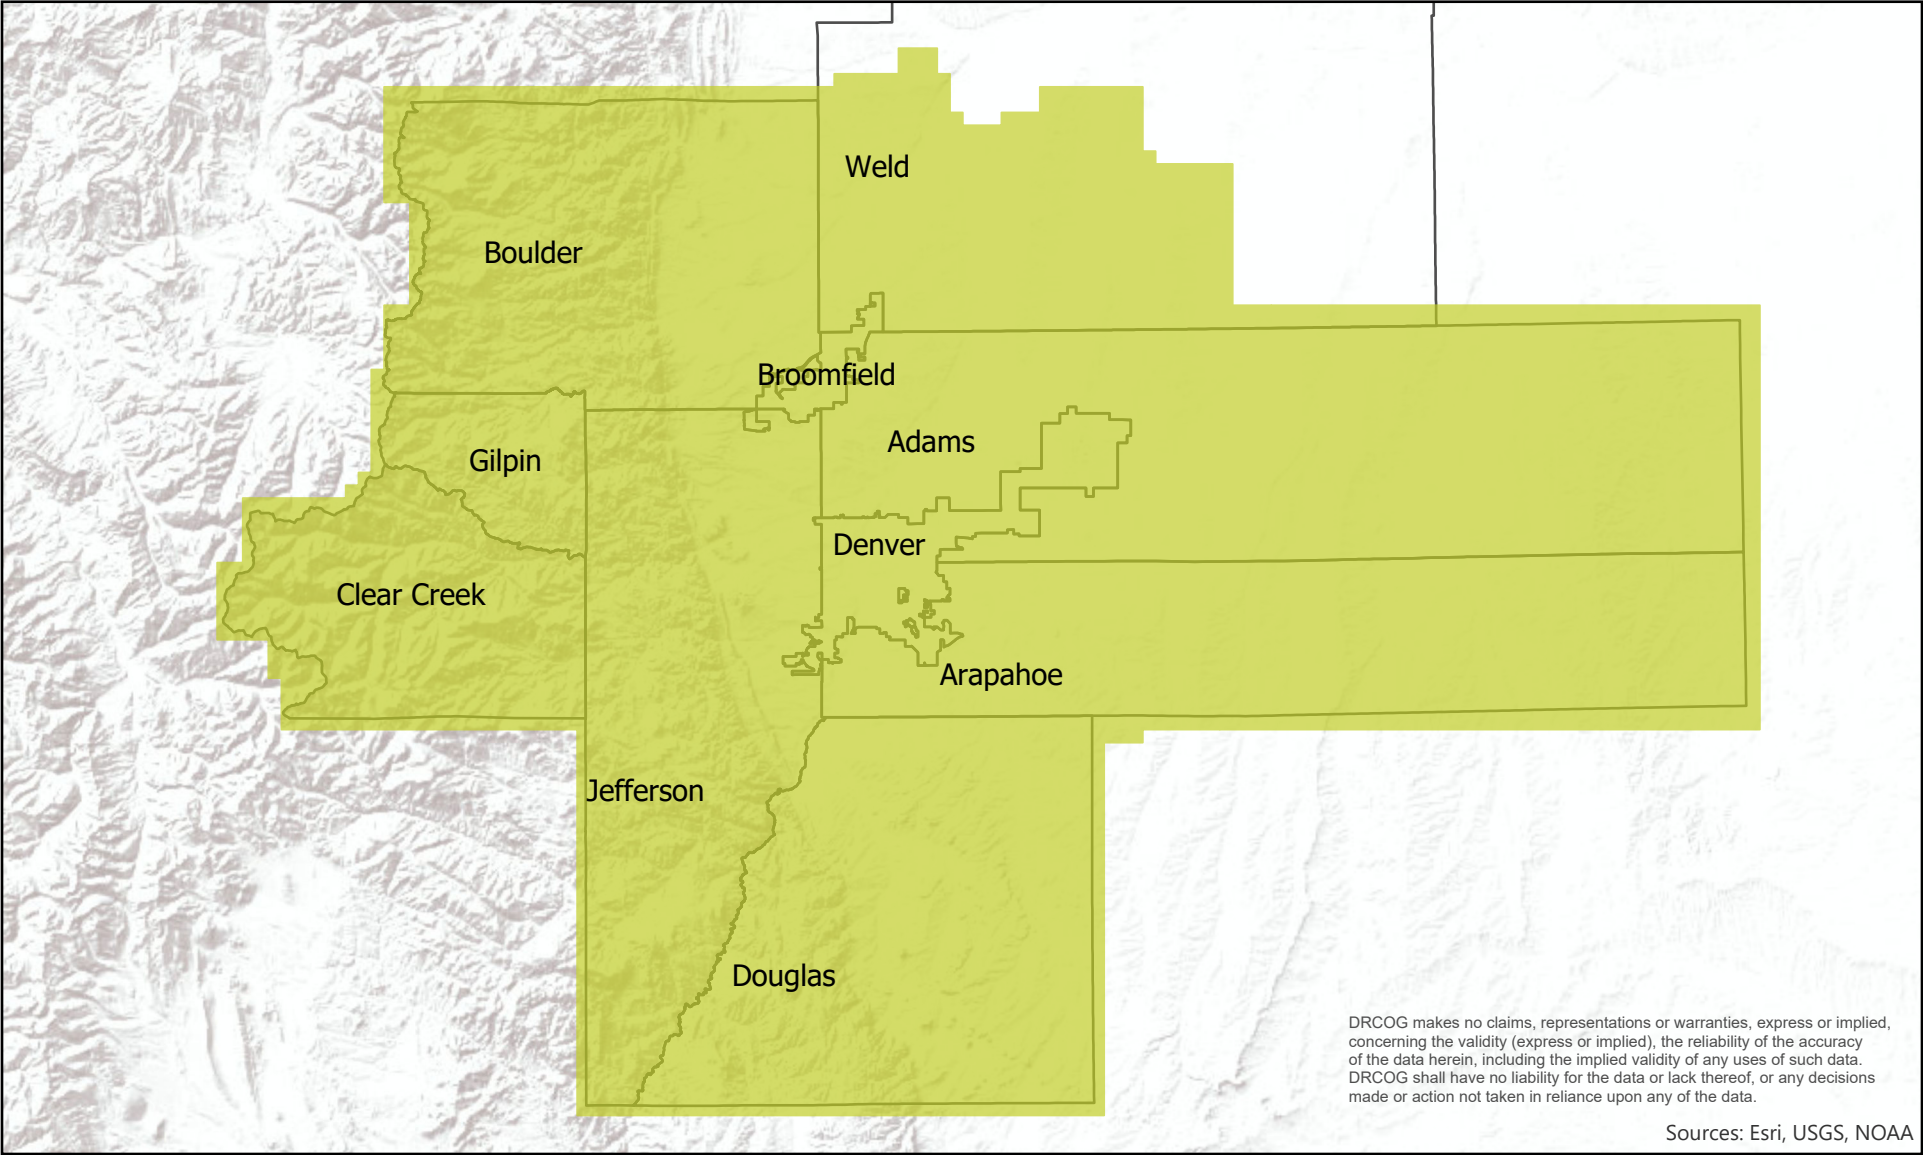 Weld
Boulder
Broomfield
Adams
Gilpin
Denver
Clear Creek
Arapahoe
Jefferson
Douglas
DRCOG makes no claims, representations or warranties, express or implied,
concerning the validity (express or implied), the reliability of the accuracy
of the data herein, including the implied validity of any uses of such data.
DRCOG shall have no liability for the data or lack thereof, or any decisions
made or action not taken in reliance upon any of the data.
Sources: Esri, USGS, NOAA